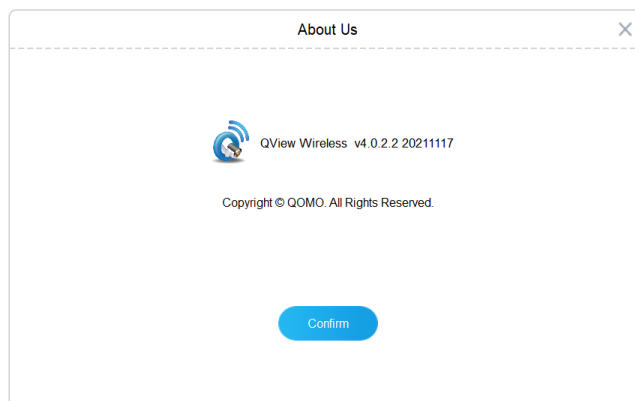 About Us
QView Wireless v4.0.2.2 20211117
Copyright © QOMO. All Rights Reserved.
Confirm